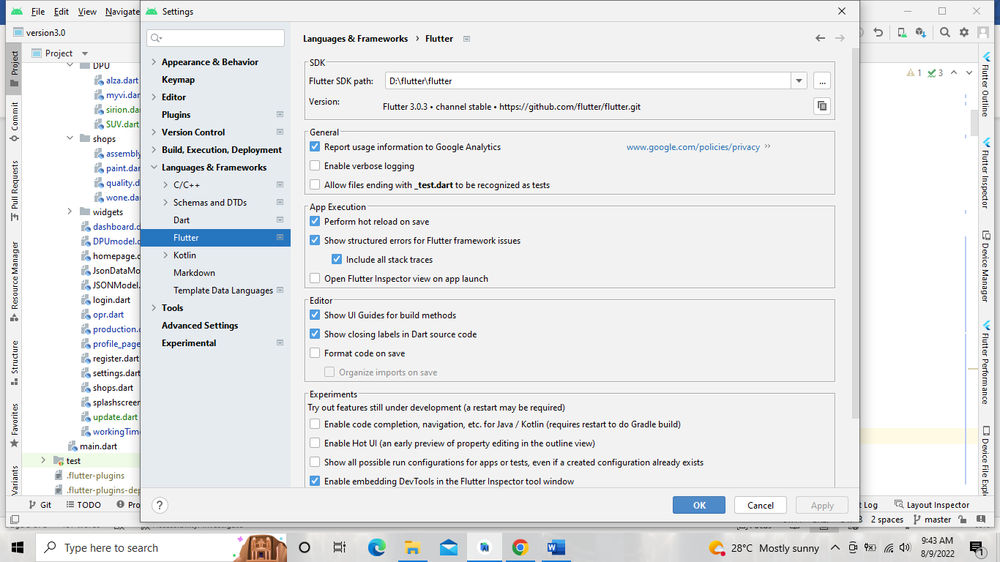 File Edit View Navigate
Settings
version3.0
Project
Project
Commit
Pull Requests
Resource Manager
Structure
Favorites
DPU
alza.dart
myvi.dar
sirion.dar
SUV.dart
shops
assembly
paint.dar
quality.da
wone.da
widgets
dashboard.d
DPUmodel.d
homepage.d
JsonDataMo
JSONModel.
login.dart
opr.dart
production.d
profile_page
register.dart
settings.dart
shops.dart
splashscreen
update.dart
workingTime
main.dart
test
.flutter-plugins
.flutter-plugins-dep
Appearance & Behavior
Keymap
Editor
Plugins
Version Control
Build, Execution, Deployment
Languages & Frameworks
C/C++
Schemas and DTDs
Dart
Flutter
Kotlin
Markdown
Template Data Languages
Tools
Advanced Settings
Experimental
Languages & Frameworks › Flutter
SDK
Flutter SDK path: D:\flutter\flutter ...
Version: Flutter 3.0.3 • channel stable • https://github.com/flutter/flutter.git
General
Report usage information to Google Analytics www.google.com/policies/privacy
Enable verbose logging
Allow files ending with _test.dart to be recognized as tests
App Execution
Perform hot reload on save
Show structured errors for Flutter framework issues
Include all stack traces
Open Flutter Inspector view on app launch
Editor
Show UI Guides for build methods
Show closing labels in Dart source code
Format code on save
Organize imports on save
Experiments
Try out features still under development (a restart may be required)
Enable code completion, navigation, etc. for Java / Kotlin (requires restart to do Gradle build)
Enable Hot UI (an early preview of property editing in the outline view)
Show all possible run configurations for apps or tests, even if a created configuration already exists
Enable embedding DevTools in the Flutter Inspector tool window
? OK Cancel Apply
1 3
Flutter Outline
Flutter Inspector
Device Manager
Flutter Performance
Device File Expl
Variants
Git TODO Pro
t Log Layout Inspector
2 spaces master
Type here to search
28°C Mostly sunny
9:43 AM
8/9/2022
1